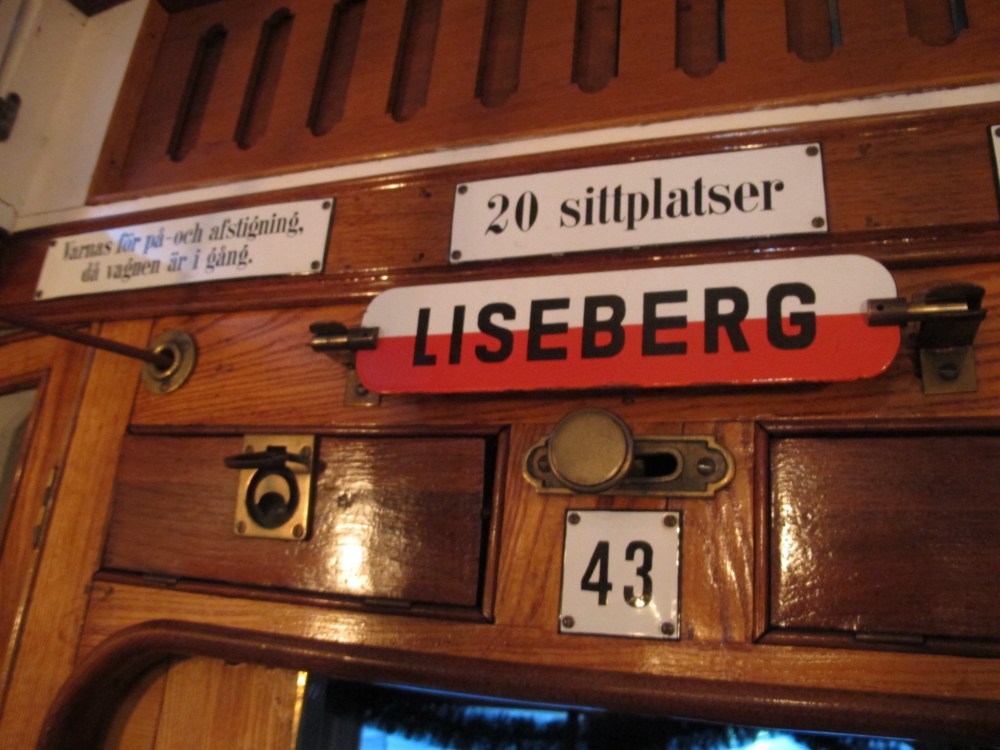 Varnas för på-och afstigning,
då vagnen är i gång.
20 sittplatser
LISEBERG
43